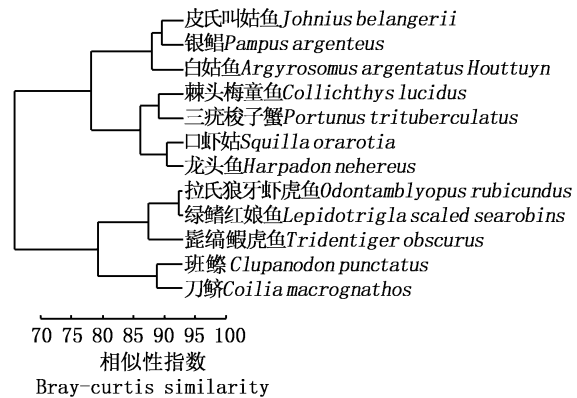 皮氏叫姑鱼Johnius belangerii
银鲳Pampus argenteus
白姑鱼Argyrosomus argentatus Houttuyn
棘头梅童鱼Collichthys lucidus
三疣梭子蟹Portunus trituberculatus
口虾姑Squilla orarotia
龙头鱼Harpadon nehereus
拉氏狼牙虾虎鱼Odontamblyopus rubicundus
绿鳍红娘鱼Lepidotrigla scaled searobins
髭缟鰕虎鱼Tridentiger obscurus
班鰶 Clupanodon punctatus
刀鲚Coilia macrognathos
70 75 80 85 90 95 100
相似性指数
Bray-curtis similarity